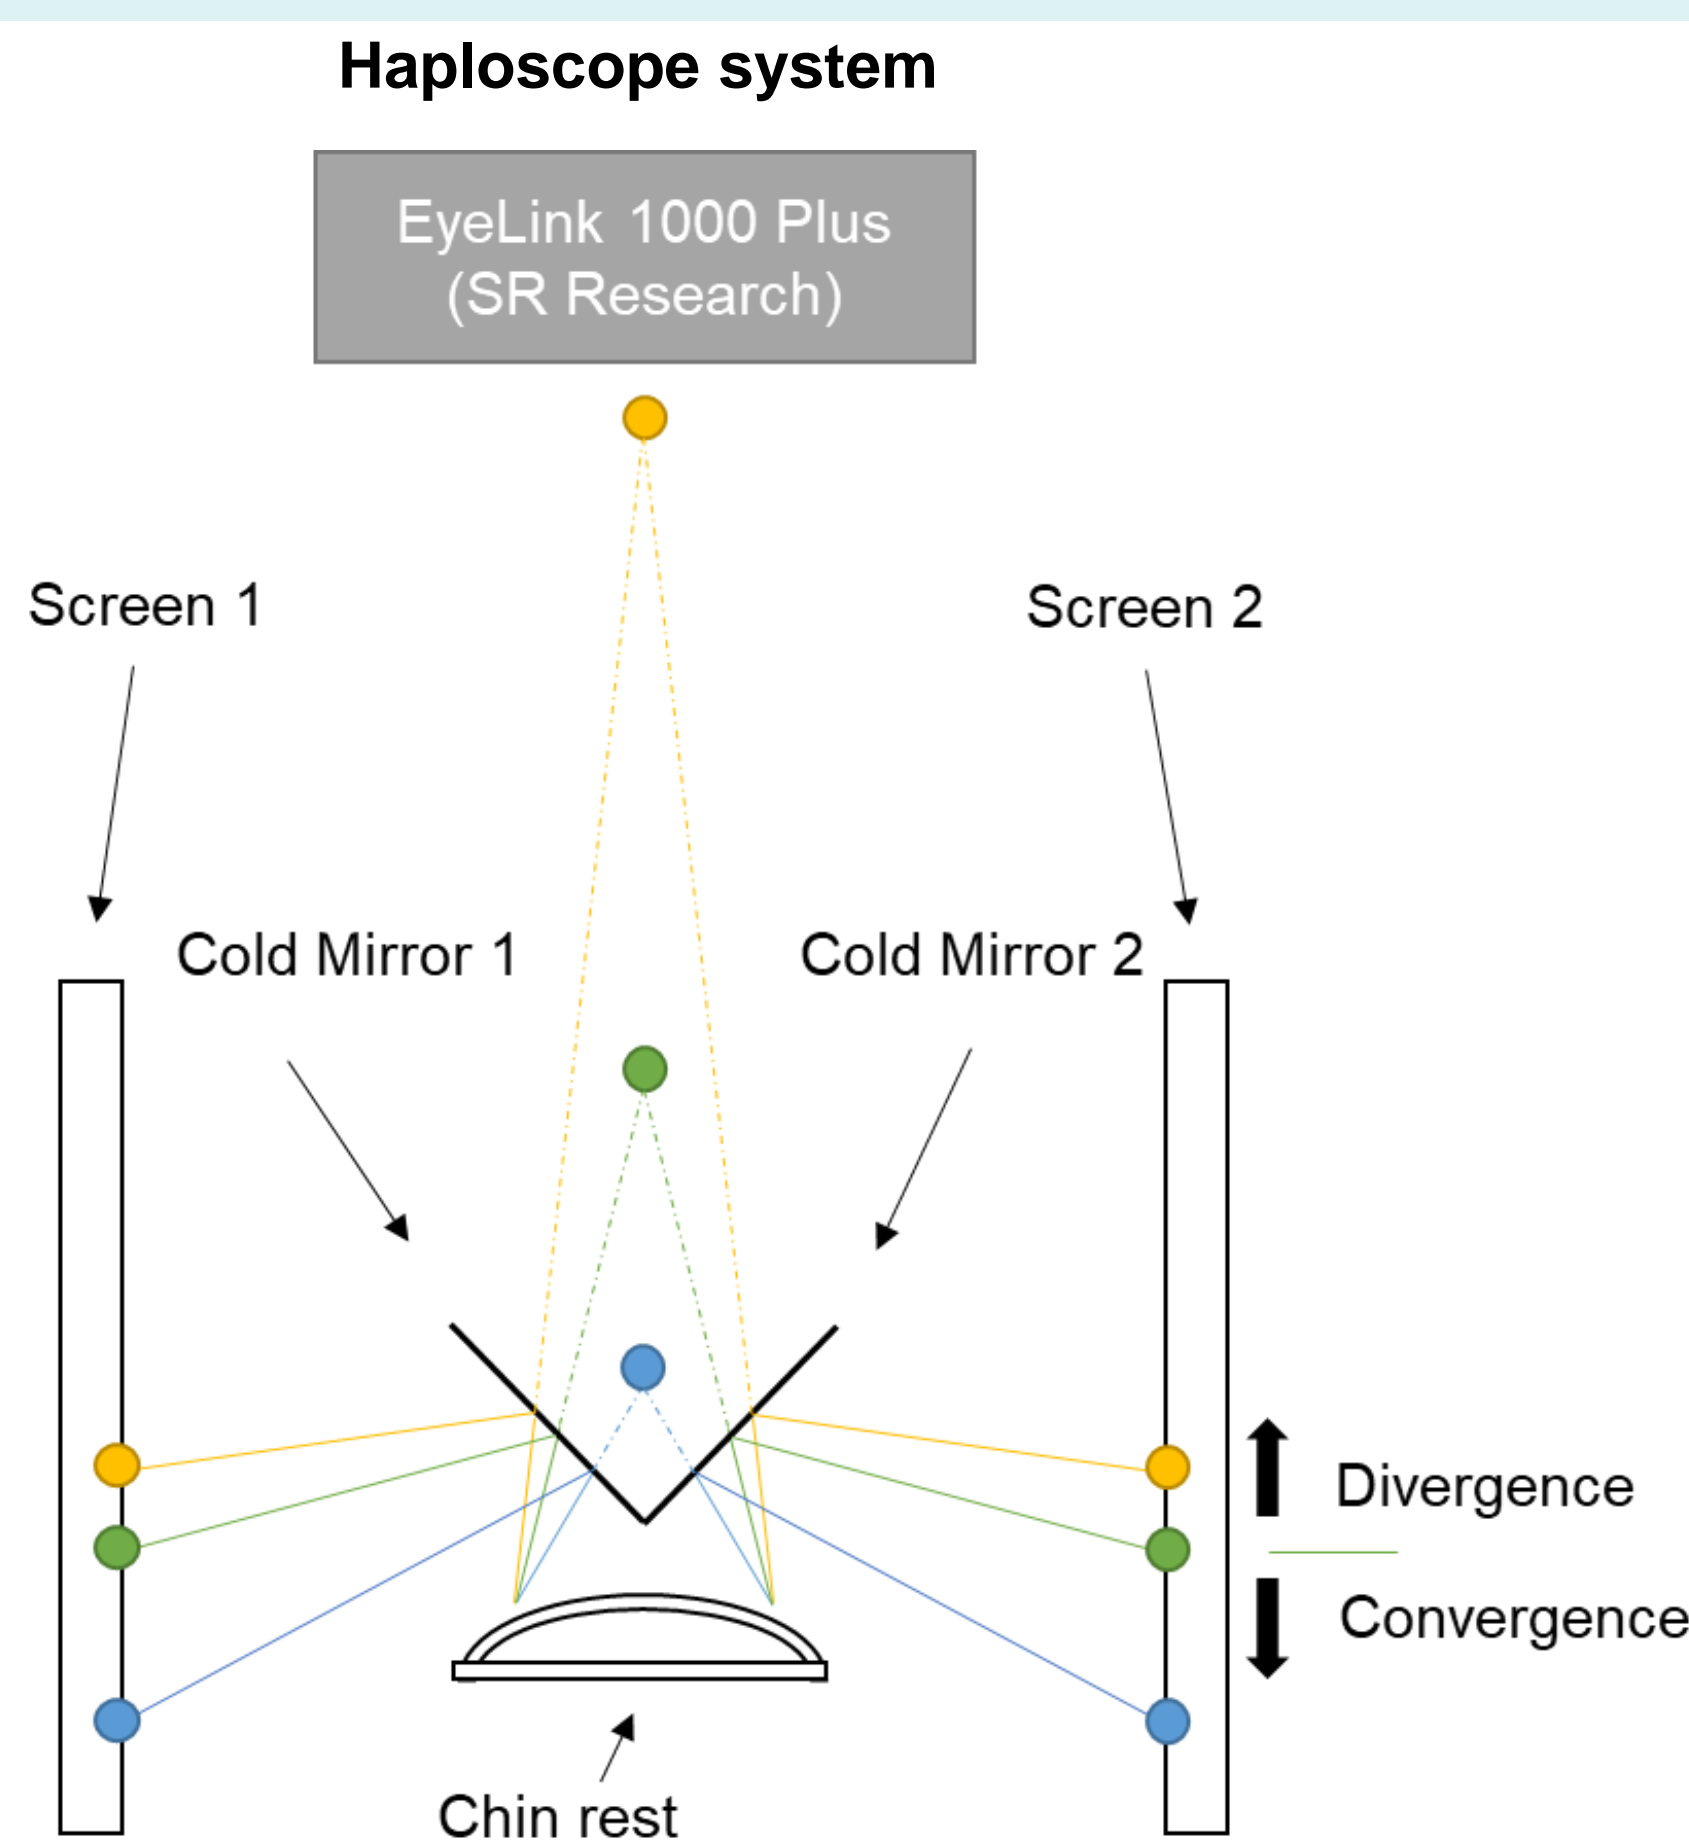 Haploscope system
EyeLink 1000 Plus
(SR Research)
Screen 1
Screen 2
Cold Mirror 1
Cold Mirror 2
Divergence
Convergence
Chin rest